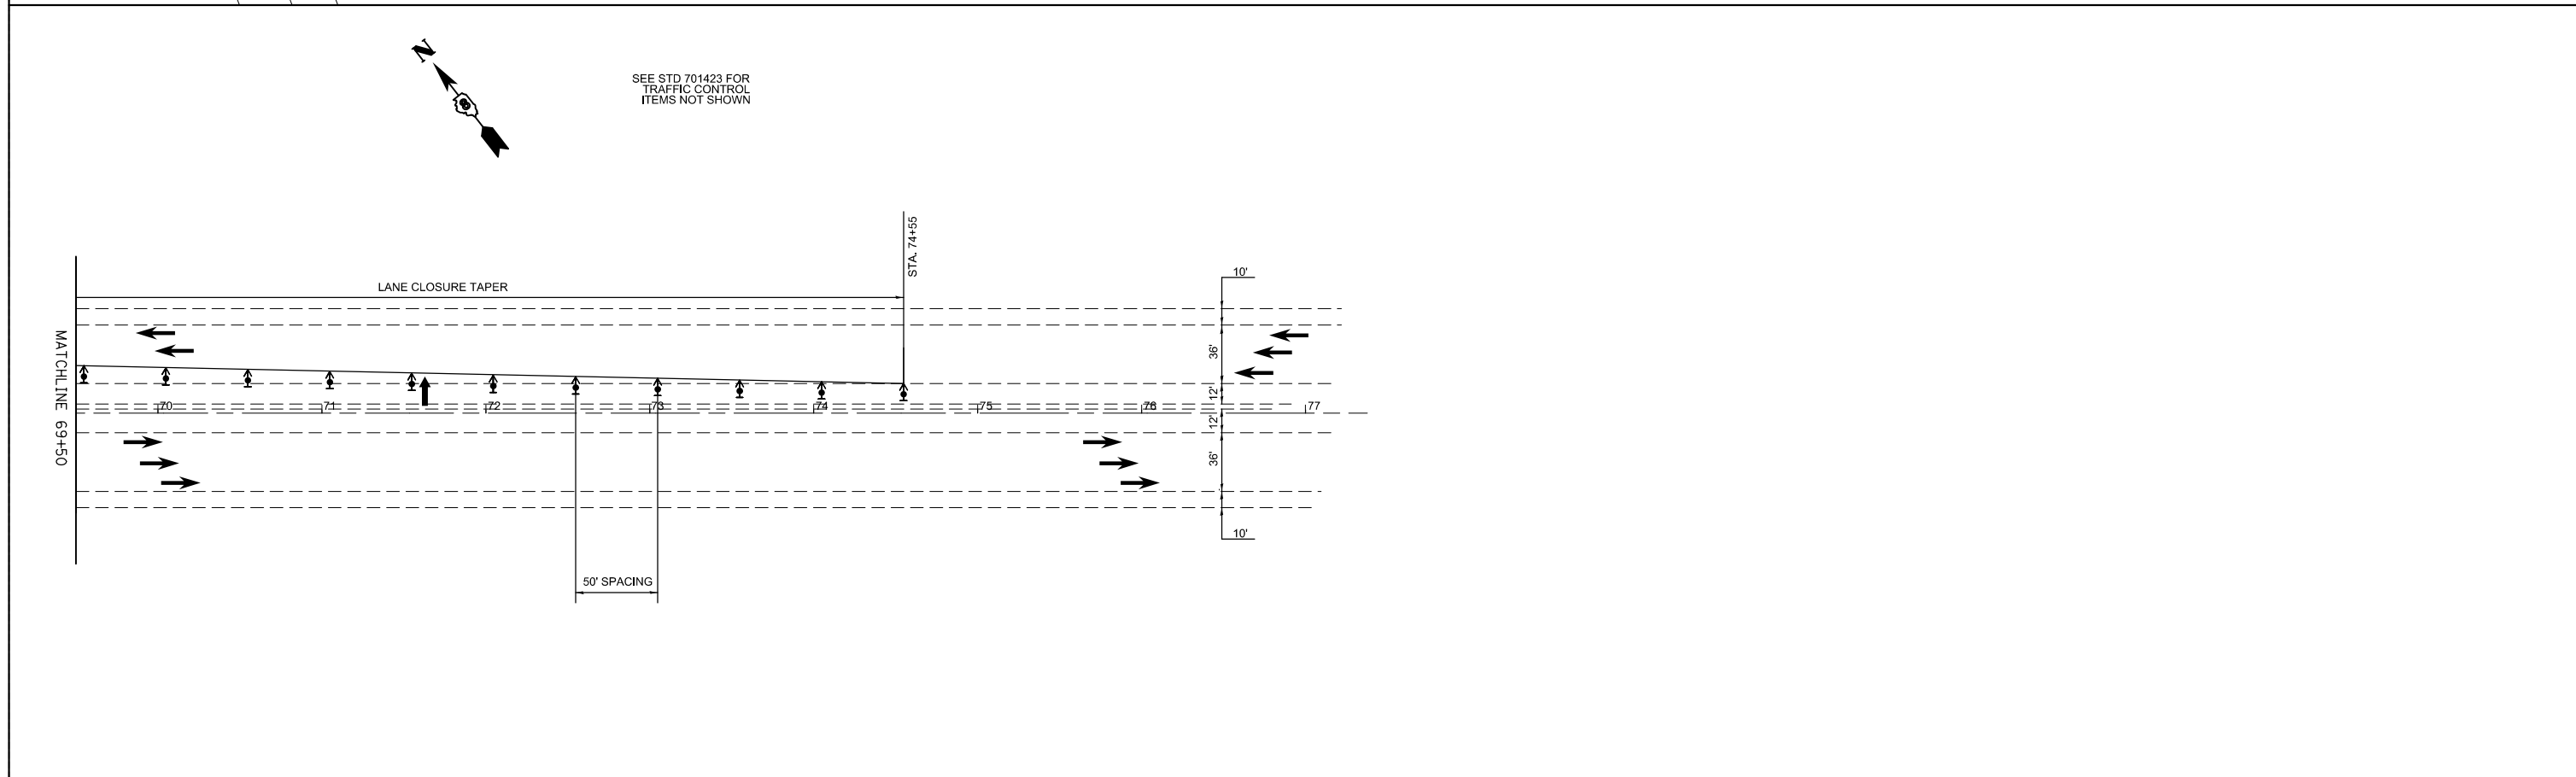 N
SEE STD 701423 FOR
TRAFFIC CONTROL
ITEMS NOT SHOWN
STA. 74+55
LANE CLOSURE TAPER
10'
36'
12'
12'
36'
10'
MATCHLINE 69+50
70
71
72
73
74
75
76
77
50' SPACING